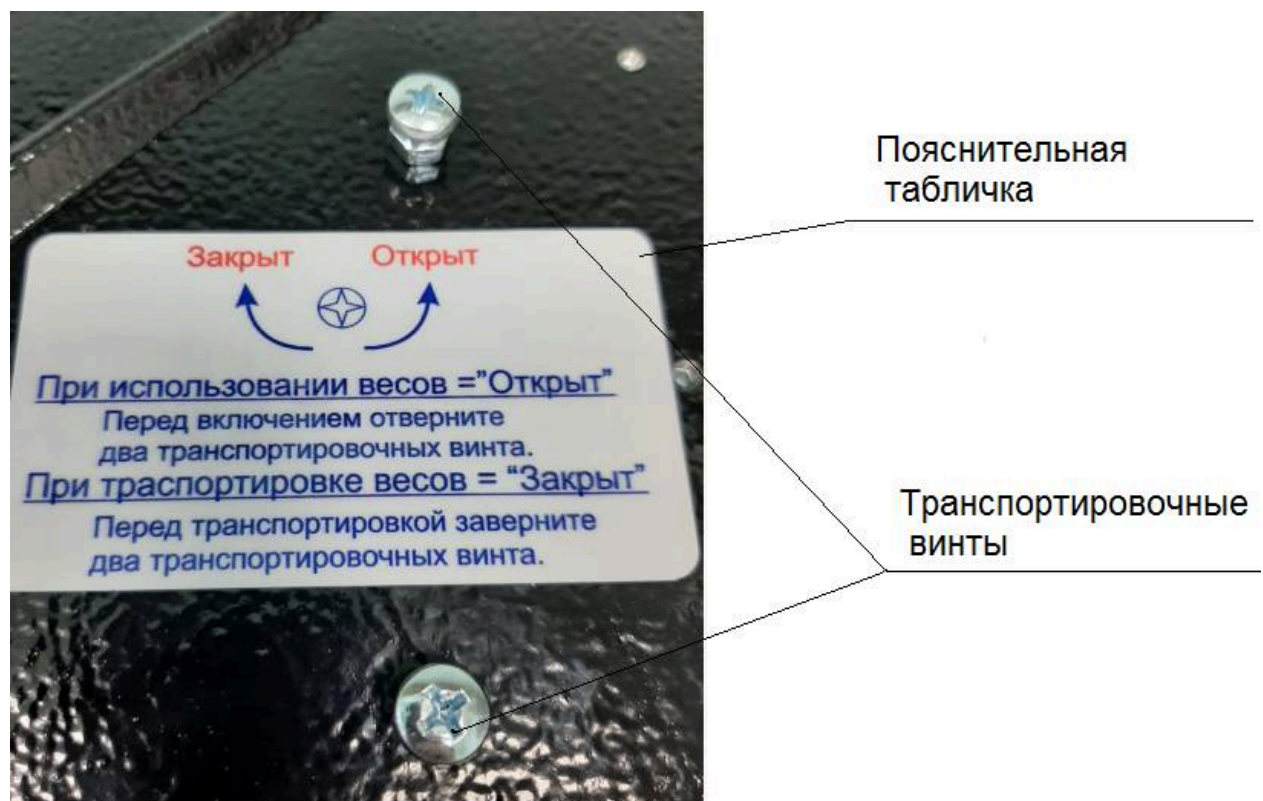 Пояснительная
табличка
Закрыт Открыт
При использовании весов ="Открыт"
Перед включением отверните
два транспортировочных винта.
При траспортировке весов = “Закрыт”
Перед транспортировкой заверните
два транспортировочных винта.
Транспортировочные
винты